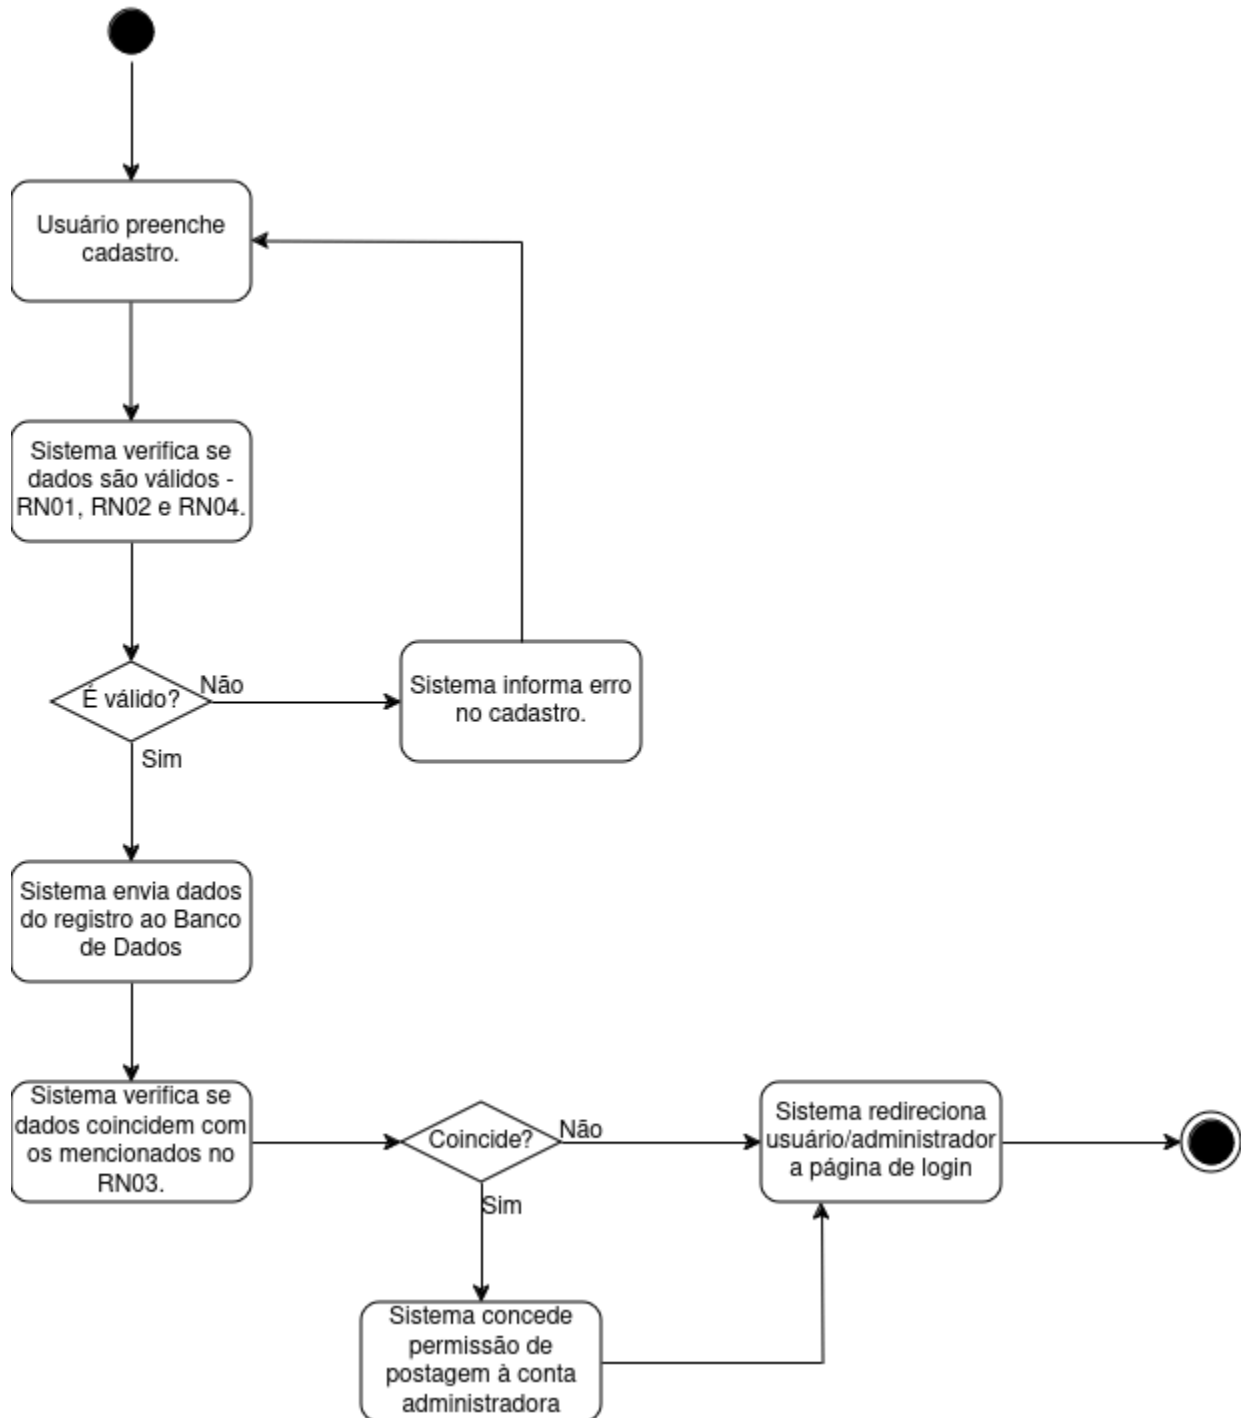 Usuário preenche
cadastro.
Sistema verifica se
dados são válidos -
RN01, RN02 e RN04.
É válido?
Não
Sistema informa erro
no cadastro.
Sim
Sistema envia dados
do registro ao Banco
de Dados
Sistema verifica se
dados coincidem com
os mencionados no
RN03.
Coincide?
Não
Sistema redireciona
usuário/administrador
a página de login
Sim
Sistema concede
permissão de
postagem à conta
administradora